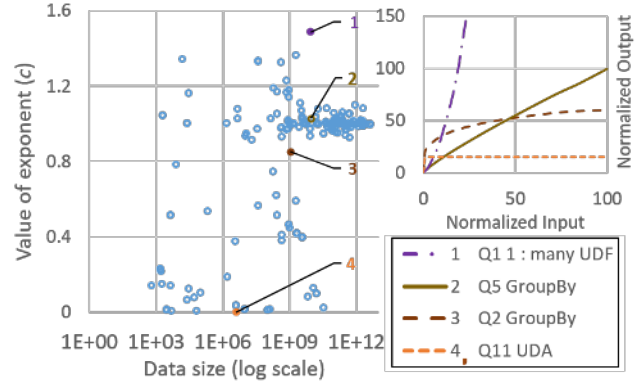 Value of exponent (c)
1.6
1.2
0.8
0.4
0
1E+00
1E+03
1E+06
1E+09
1E+12
Data size (log scale)
1
2
3
4
150
100
50
0
0
50
100
Normalized Input
Normalized Output
1 Q1 1 : many UDF
2 Q5 GroupBy
3 Q2 GroupBy
4 Q11 UDA